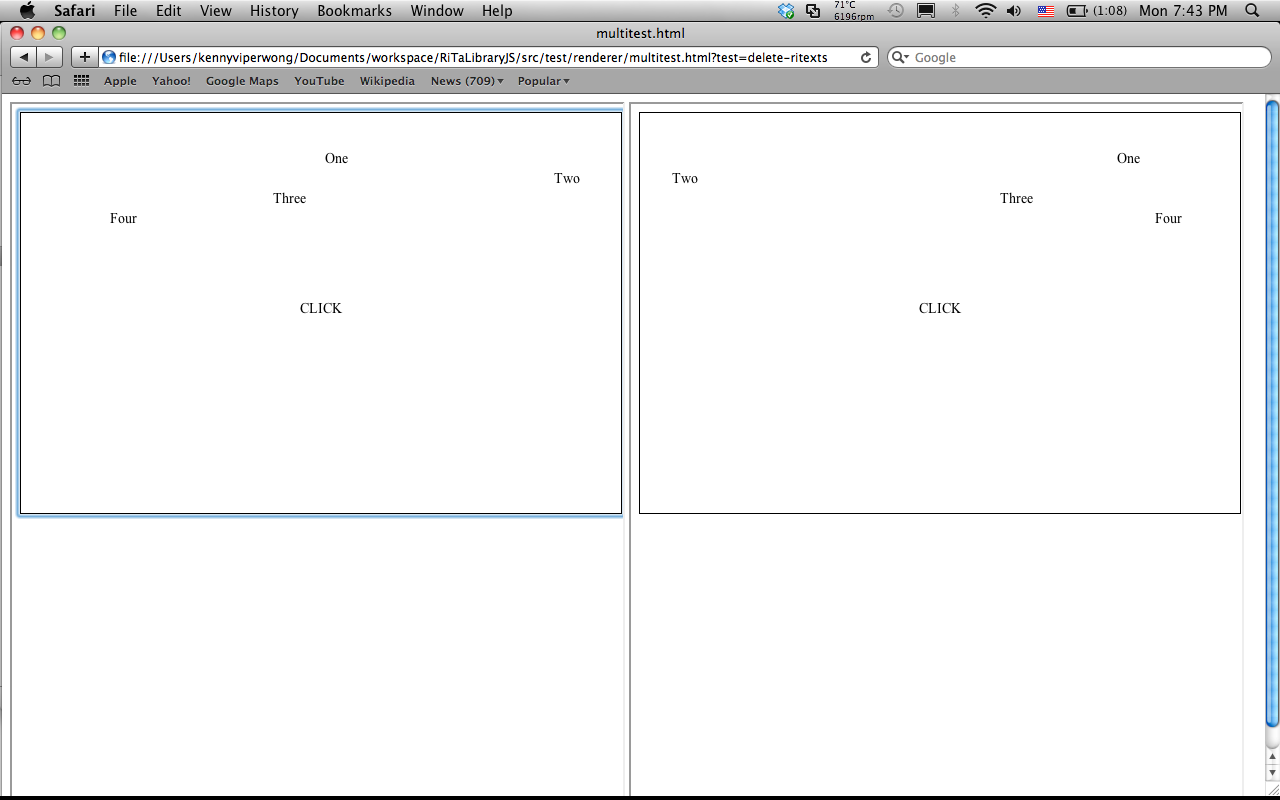 Safari File Edit View History Bookmarks Window Help 71°C 6196rpm (1:08) Mon 7:43 PM
multitest.html
file:///Users/kennyviperwong/Documents/workspace/RiTaLibraryJS/src/test/renderer/multitest.html?test=delete-ritexts Google
Apple Yahoo! Google Maps YouTube Wikipedia News (709) Popular
One
Two
Three
Four
CLICK
One
Two
Three
Four
CLICK